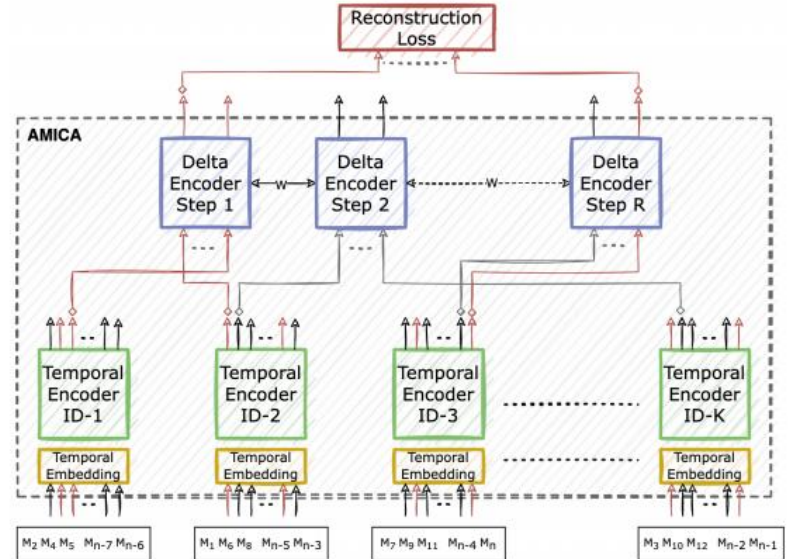 Reconstruction
Loss
AMICA
Delta
Encoder
Step 1
W
Delta
Encoder
Step 2
W
Delta
Encoder
Step R
Temporal
Encoder
ID-1
Temporal
Encoder
ID-2
Temporal
Encoder
ID-3
Temporal
Encoder
ID-K
Temporal
Embedding
Temporal
Embedding
Temporal
Embedding
Temporal
Embedding
M₂ M₄ M₅ Mₙ₋₇ Mₙ₋₆
M₁ M₆ M₈ Mₙ₋₅ Mₙ₋₃
M₇ M₉ M₁₁ Mₙ₋₄ Mₙ
M₃ M₁₀ M₁₂ Mₙ₋₂ Mₙ₋₁